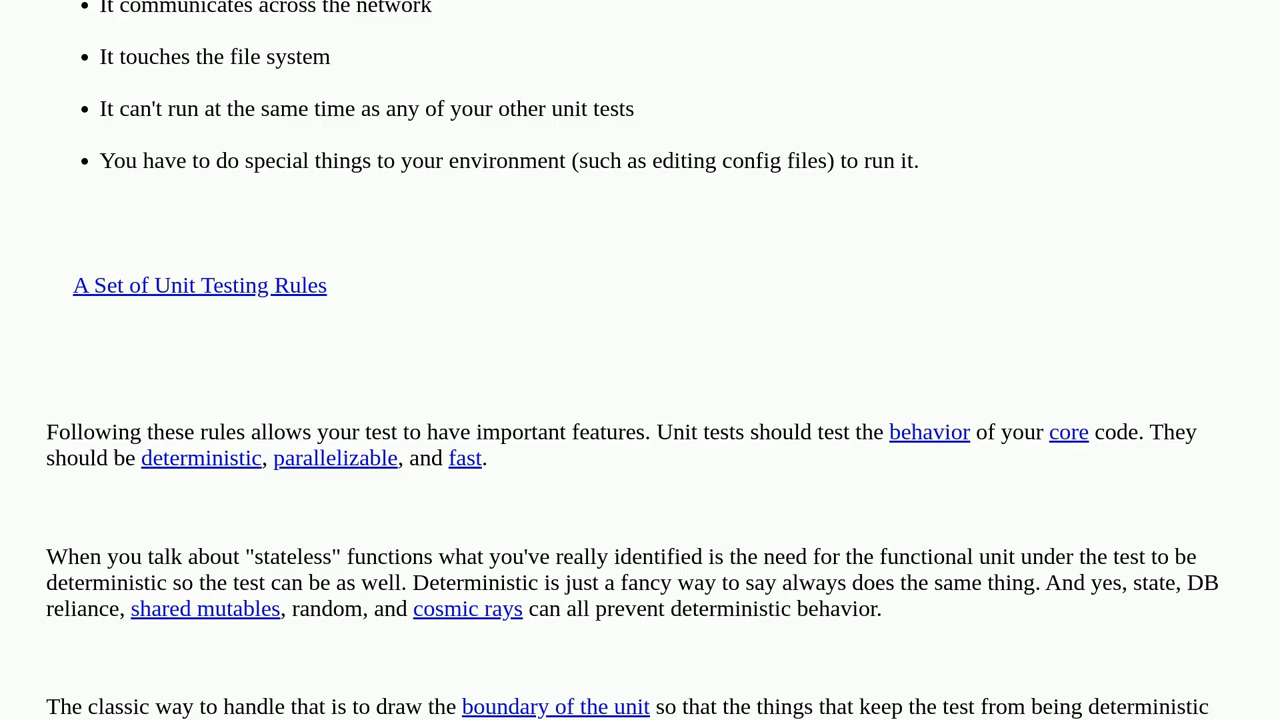 It communicates across the network
It touches the file system
It can't run at the same time as any of your other unit tests
You have to do special things to your environment (such as editing config files) to run it.
A Set of Unit Testing Rules
Following these rules allows your test to have important features. Unit tests should test the behavior of your core code. They
should be deterministic, parallelizable, and fast.
When you talk about "stateless" functions what you've really identified is the need for the functional unit under the test to be
deterministic so the test can be as well. Deterministic is just a fancy way to say always does the same thing. And yes, state, DB
reliance, shared mutables, random, and cosmic rays can all prevent deterministic behavior.
The classic way to handle that is to draw the boundary of the unit so that the things that keep the test from being deterministic